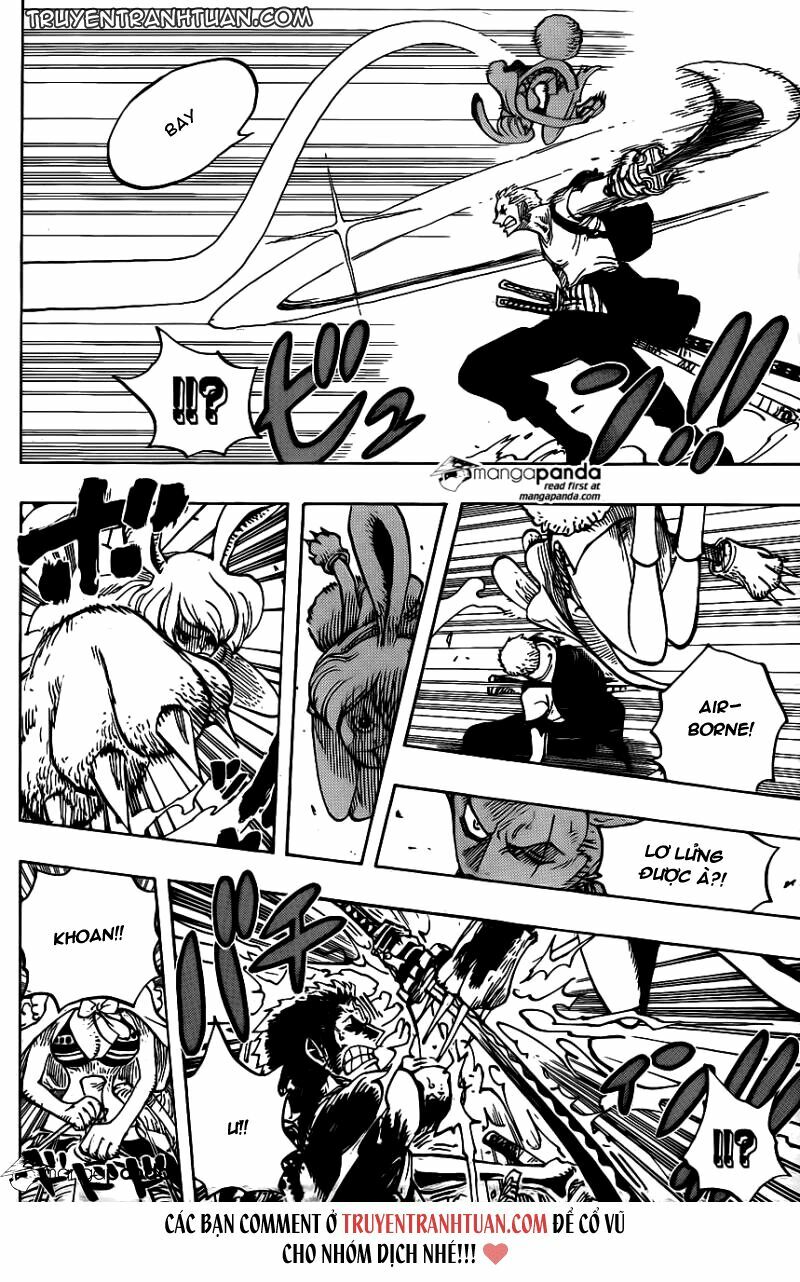 TRUYENTRANHTUAN.COM
BAY
!!?
ビュン!!
mangapanda
read first at
mangapanda.com
AIR-
BORNE!
LƠ LỬNG
ĐƯỢC À?!
KHOAN!!
バチ
Ư!!
!!?
CÁC BẠN COMMENT Ở TRUYENTRANHTUAN.COM ĐỂ CỔ VŨ
CHO NHÓM DỊCH NHÉ!!! ❤